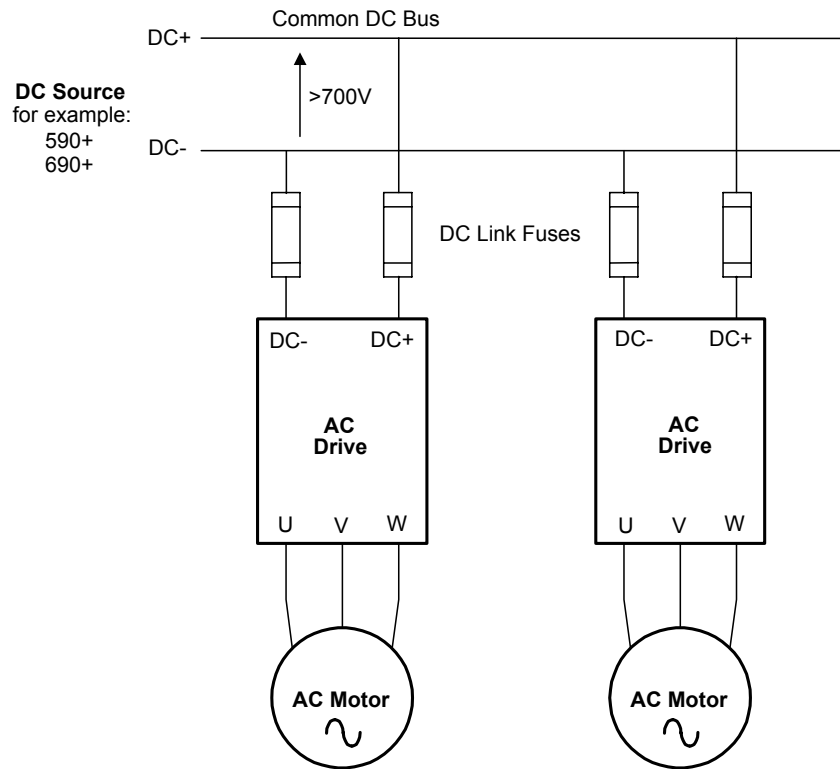 Common DC Bus
DC+
>700V
DC Source
for example:
590+
690+
DC-
DC Link Fuses
DC- DC+
AC
Drive
U V W
AC Motor
DC- DC+
AC
Drive
U V W
AC Motor